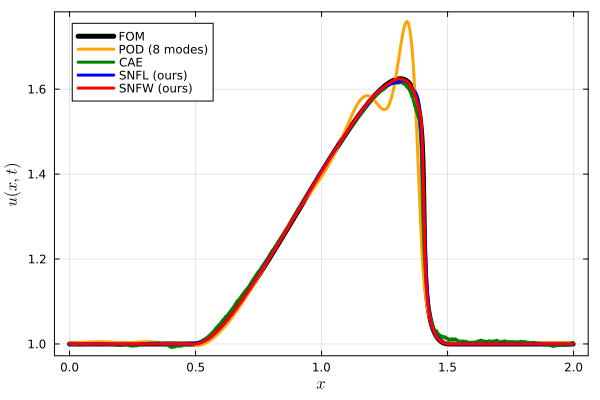 FOM
POD (8 modes)
CAE
SNFL (ours)
SNFW (ours)
u(x, t)
1.6
1.4
1.2
1.0
0.0 0.5 1.0 1.5 2.0
x